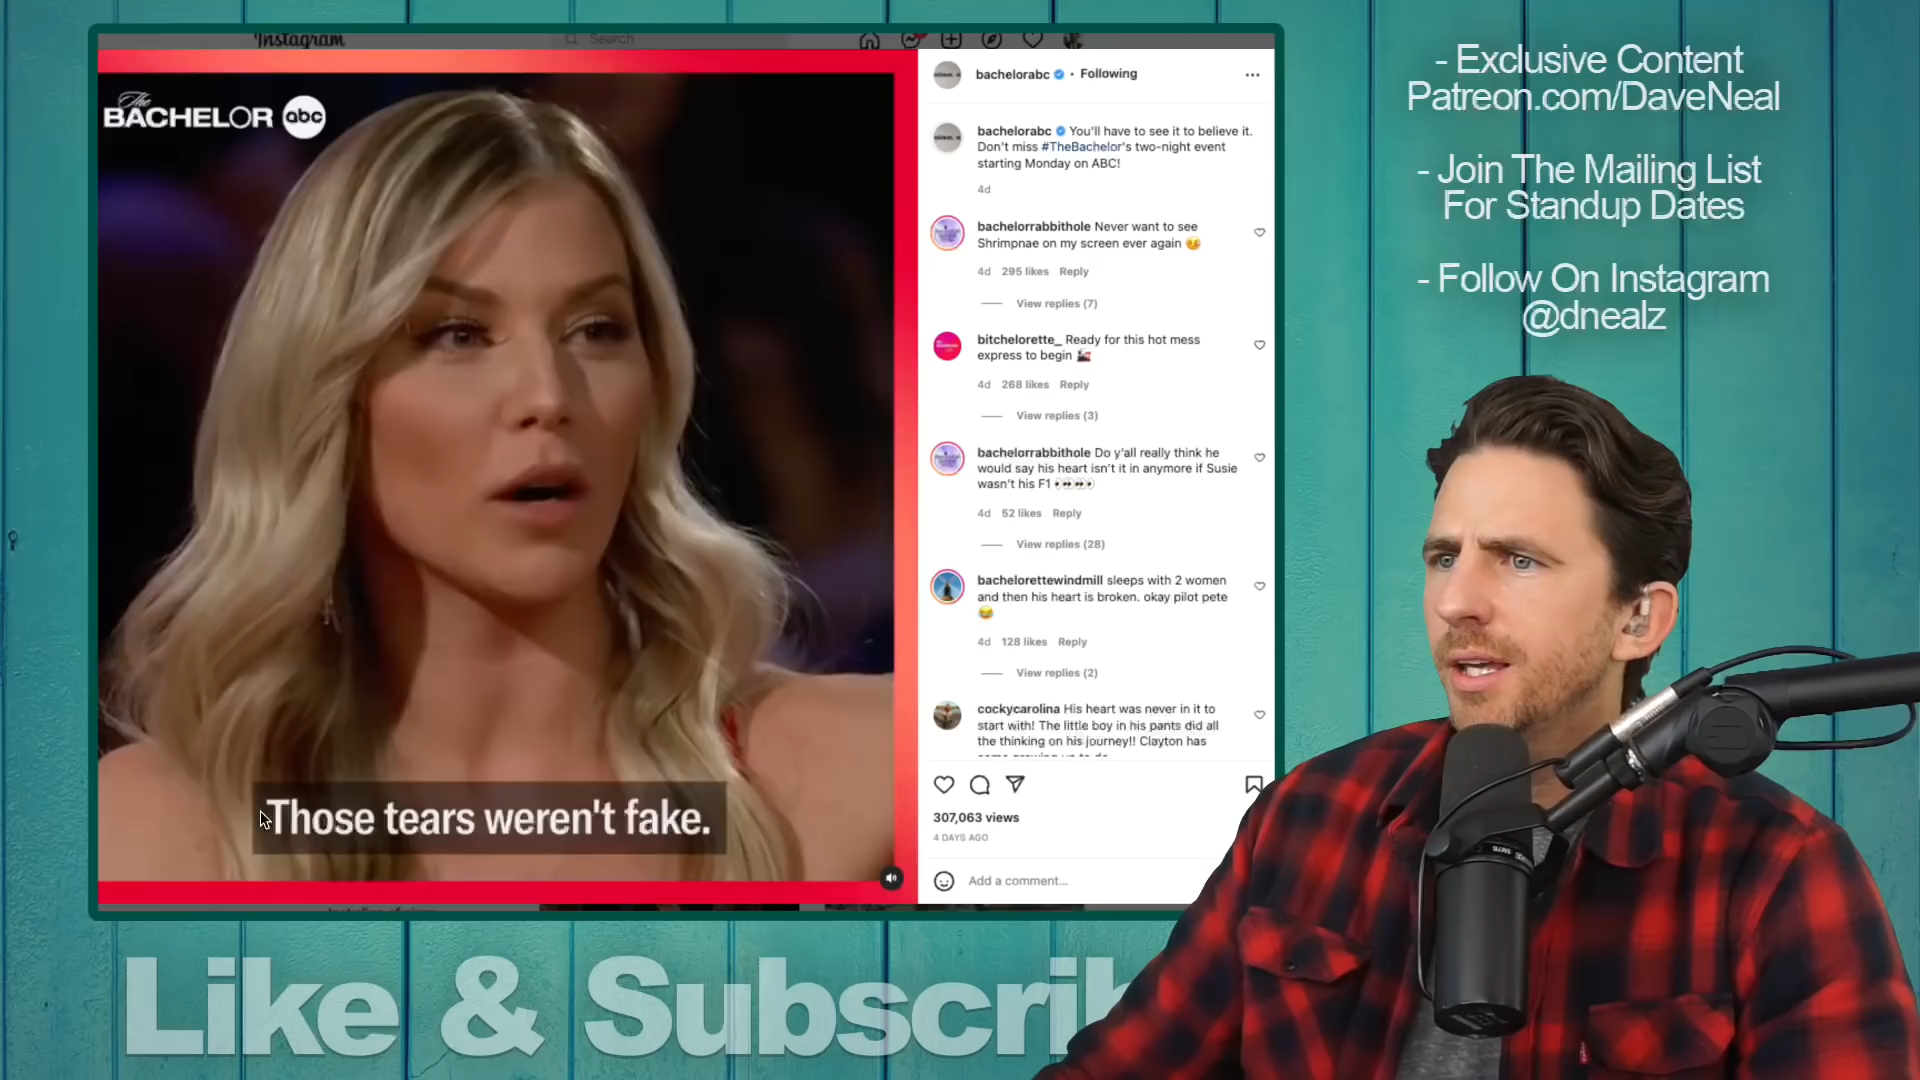 Instagram
Search
The
BACHELOR abc
Those tears weren't fake.
bachelorabc • Following
bachelorabc You'll have to see it to believe it.
Don't miss #TheBachelor's two-night event
starting Monday on ABC!
4d
bachelorrabbithole Never want to see
Shrimpnae on my screen ever again 🤒
4d 295 likes Reply
View replies (7)
bitchelorette_ Ready for this hot mess
express to begin 🚂
4d 268 likes Reply
View replies (3)
bachelorrabbithole Do y'all really think he
would say his heart isn't it in anymore if Susie
wasn't his F1 👀👀👀
4d 52 likes Reply
View replies (28)
bachelorettewindmill sleeps with 2 women
and then his heart is broken. okay pilot pete
😂
4d 128 likes Reply
View replies (2)
cockycarolina His heart was never in it to
start with! The little boy in his pants did all
the thinking on his journey!! Clayton has
some growing up to do
307,063 views
4 DAYS AGO
Add a comment...
- Exclusive Content
Patreon.com/DaveNeal
- Join The Mailing List
For Standup Dates
- Follow On Instagram
@dnealz
Like & Subscrib
SM7B